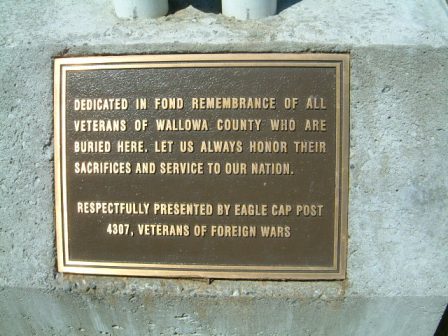 DEDICATED IN FOND REMEMBRANCE OF ALL
VETERANS OF WALLOWA COUNTY WHO ARE
BURIED HERE. LET US ALWAYS HONOR THEIR
SACRIFICES AND SERVICE TO OUR NATION.
RESPECTFULLY PRESENTED BY EAGLE CAP POST
4307, VETERANS OF FOREIGN WARS